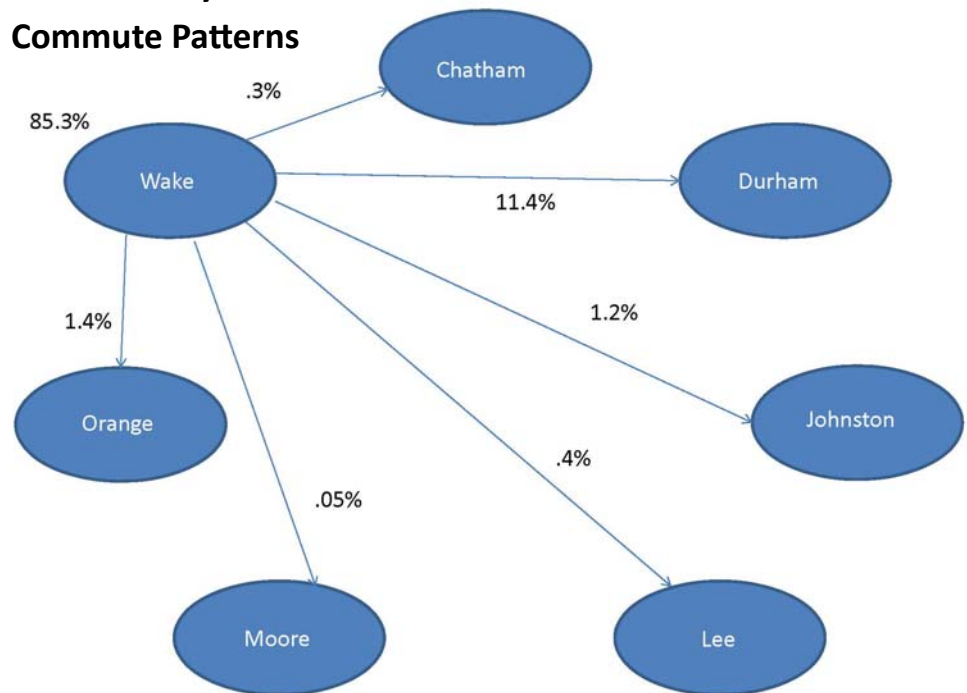 Commute Patterns
Chatham
.3%
85.3%
Wake
Durham
11.4%
1.2%
1.4%
Orange
Johnston
.4%
.05%
Moore
Lee